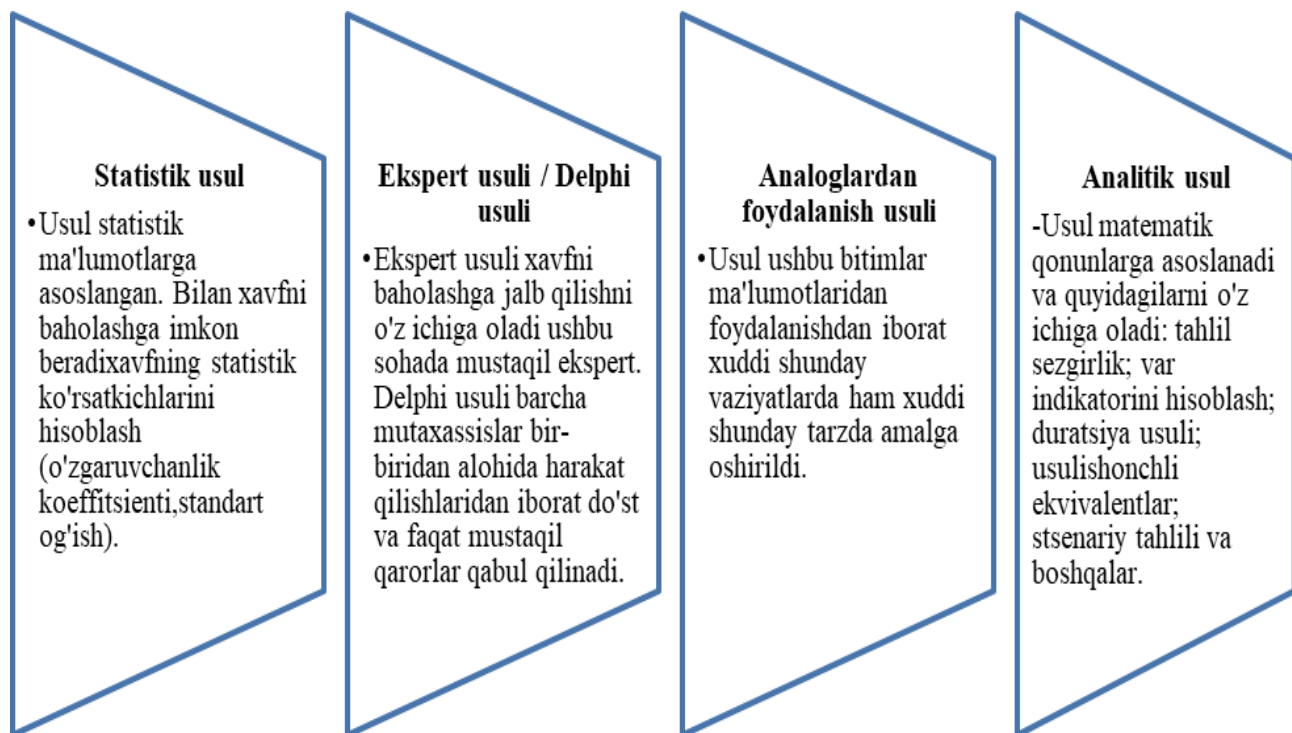 Statistik usul
•Usul statistik
ma'lumotlarga
asoslangan. Bilan xavfni
baholashga imkon
beradixavfning statistik
ko'rsatkichlarini
hisoblash
(o'zgaruvchanlik
koeffitsienti,standart
og'ish).
Ekspert usuli / Delphi
usuli
•Ekspert usuli xavfni
baholashga jalb qilishni
o'z ichiga oladi ushbu
sohada mustaqil ekspert.
Delphi usuli barcha
mutaxassislar bir-
biridan alohida harakat
qilishlaridan iborat do'st
va faqat mustaqil
qarorlar qabul qilinadi.
Analoglardan
foydalanish usuli
•Usul ushbu bitimlar
ma'lumotlaridan
foydalanishdan iborat
xuddi shunday
vaziyatlarda ham xuddi
shunday tarzda amalga
oshirildi.
Analitik usul
-Usul matematik
qonunlarga asoslanadi
va quyidagilarni o'z
ichiga oladi: tahlil
sezgirlik; var
indikatorini hisoblash;
duratsiya usuli;
usulishonchli
ekvivalentlar;
stsenariy tahlili va
boshqalar.